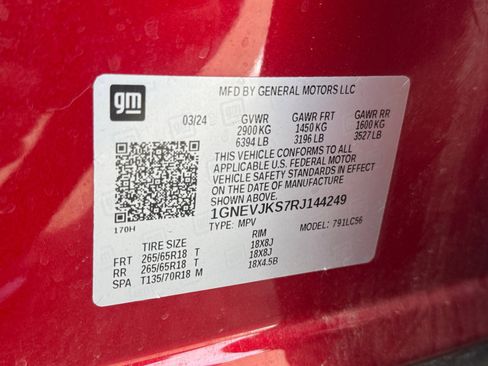 gm
MFD BY GENERAL MOTORS LLC
03/24 GVWR GAWR FRT GAWR RR
2900 KG 1450 KG 1600 KG
6394 LB 3196 LB 3527 LB
THIS VEHICLE CONFORMS TO ALL
APPLICABLE U.S. FEDERAL MOTOR
VEHICLE SAFETY STANDARDS IN EFFECT
ON THE DATE OF MANUFACTURE
SHOWN ABOVE.
1GNEVJKS7RJ144249
170H TYPE: MPV MODEL: 791LC56
TIRE SIZE RIM
FRT 265/65R18 T 18X8J
RR 265/65R18 T 18X8J
SPA T135/70R18 M 18X4.5B